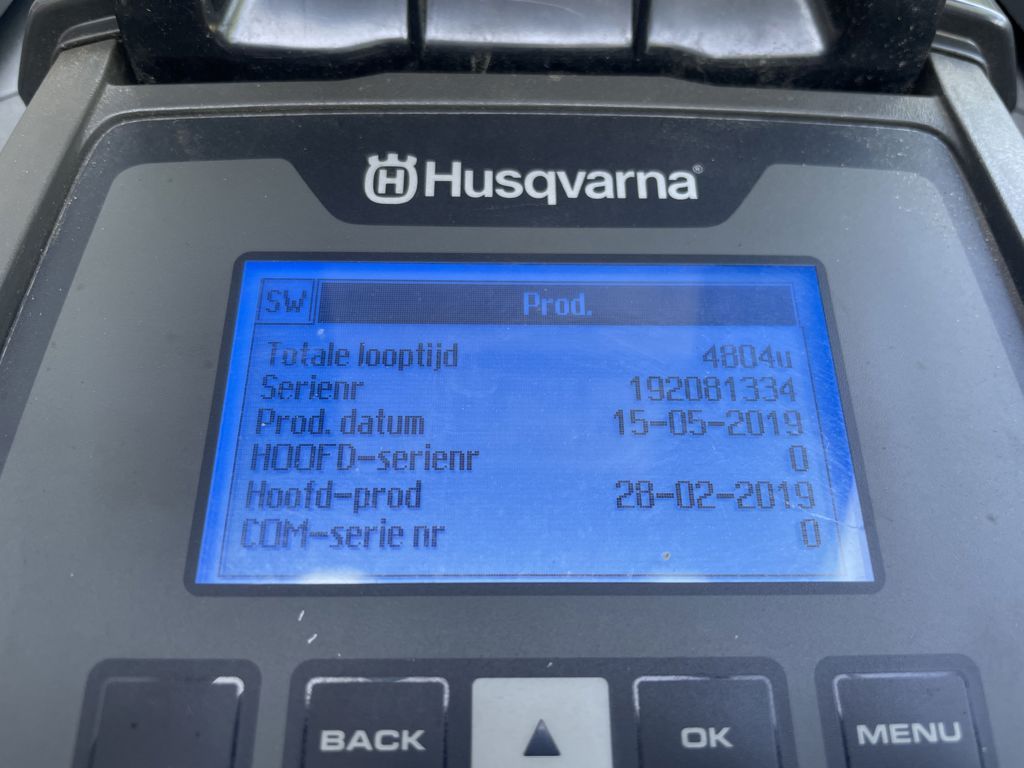 Husqvarna®
SW Prod.
Totale looptijd 4804u
Serienr 192081334
Prod. datum 15-05-2019
HOOFD-serienr 0
Hoofd-prod 28-02-2019
COM-serie nr 0
BACK OK MENU